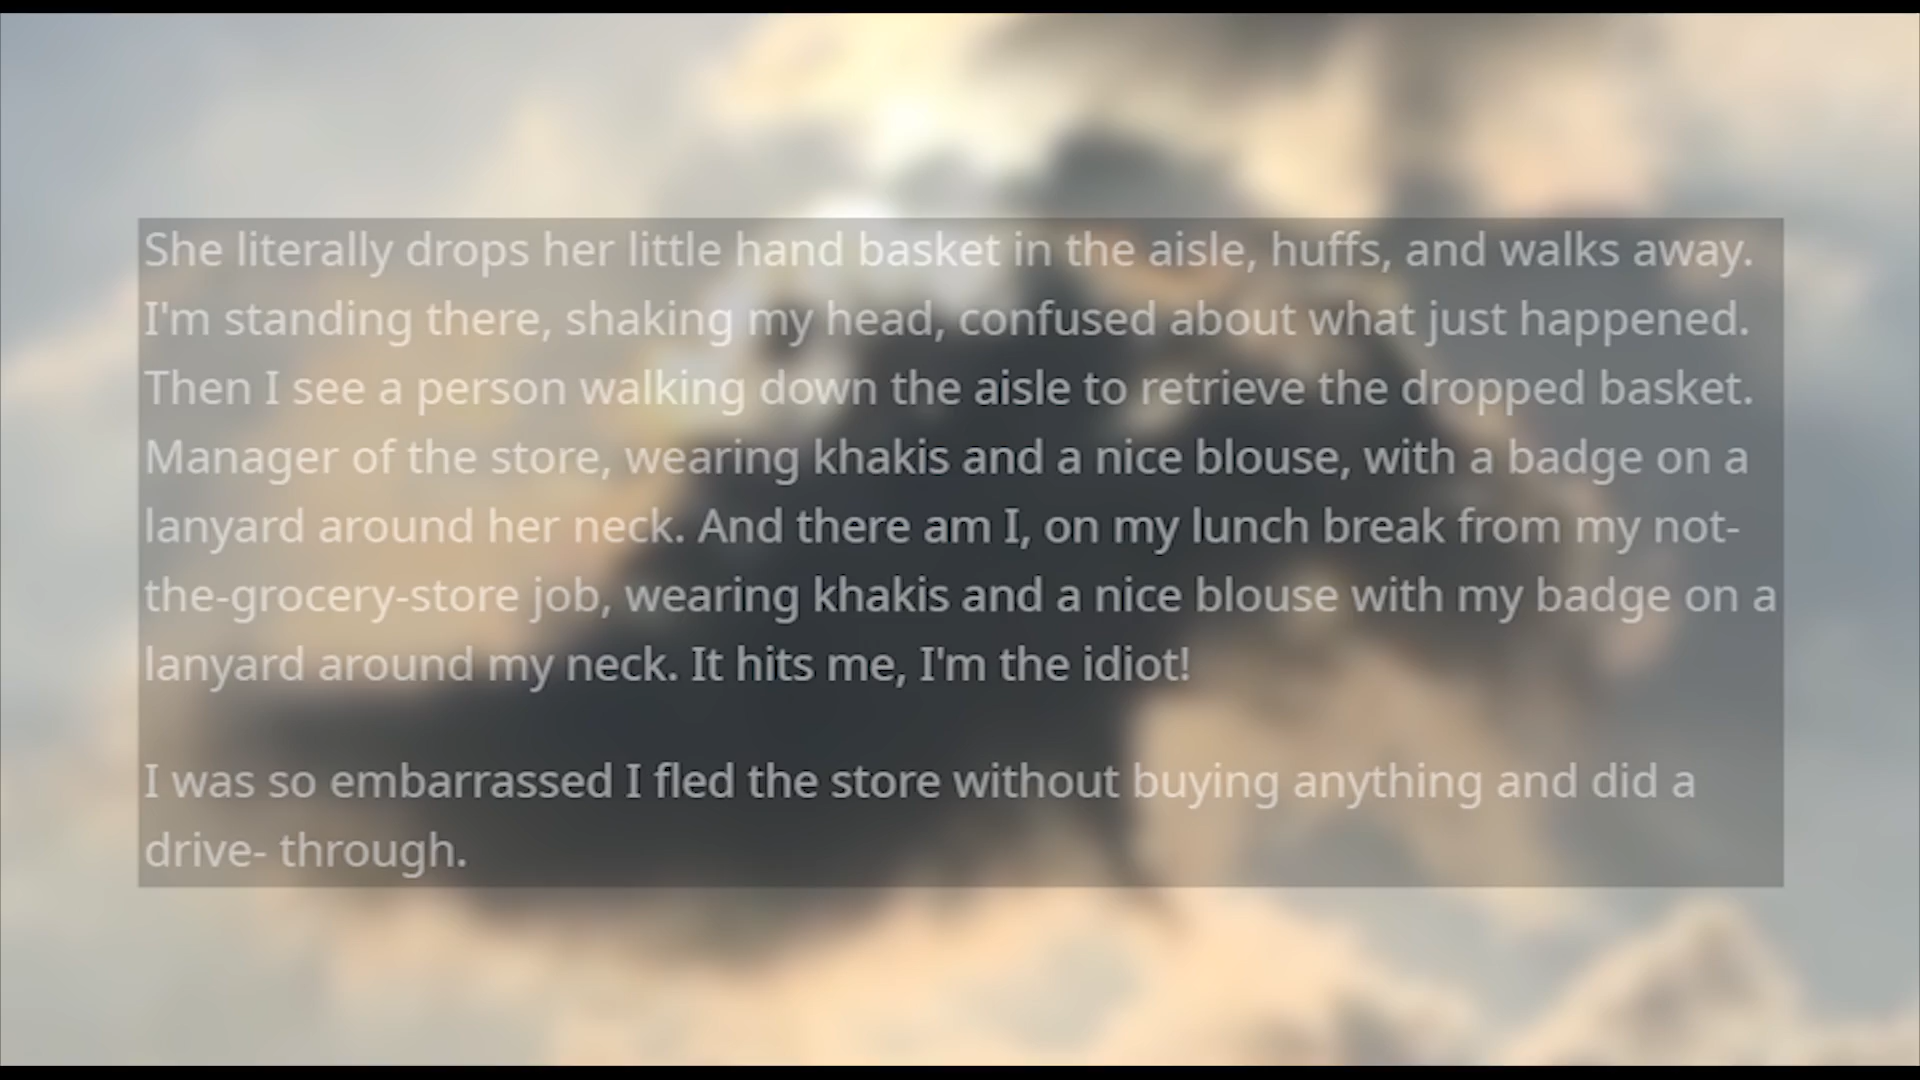 She literally drops her little hand basket in the aisle, huffs, and walks away.
I'm standing there, shaking my head, confused about what just happened.
Then I see a person walking down the aisle to retrieve the dropped basket.
Manager of the store, wearing khakis and a nice blouse, with a badge on a
lanyard around her neck. And there am I, on my lunch break from my not-
the-grocery-store job, wearing khakis and a nice blouse with my badge on a
lanyard around my neck. It hits me, I'm the idiot!
I was so embarrassed I fled the store without buying anything and did a
drive- through.